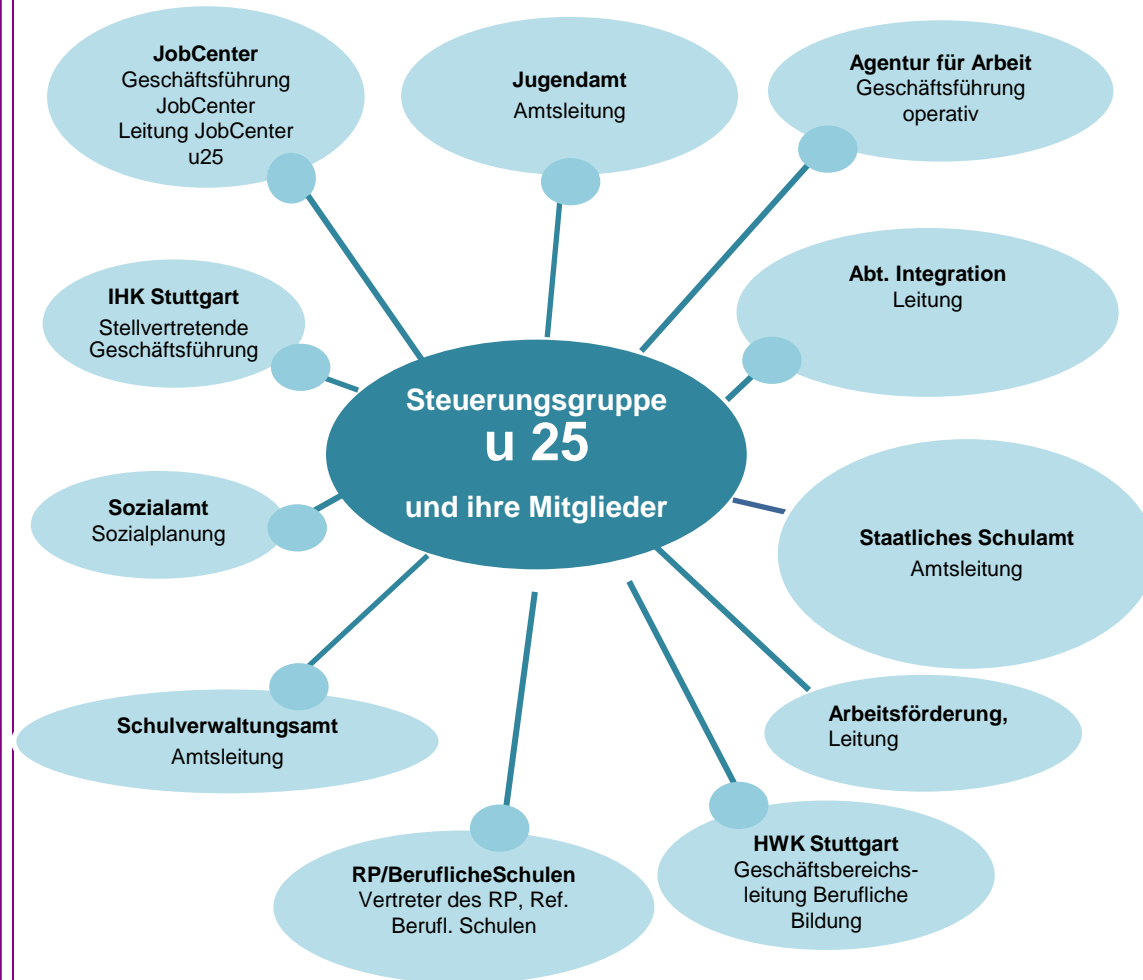 JobCenter
Geschäftsführung
JobCenter
Leitung JobCenter
u25
Jugendamt
Amtsleitung
Agentur für Arbeit
Geschäftsführung
operativ
IHK Stuttgart
Stellvertretende
Geschäftsführung
Abt. Integration
Leitung
Steuerungsgruppe
u 25
und ihre Mitglieder
Sozialamt
Sozialplanung
Staatliches Schulamt
Amtsleitung
Schulverwaltungsamt
Amtsleitung
Arbeitsförderung,
Leitung
RP/BeruflicheSchulen
Vertreter des RP, Ref.
Berufl. Schulen
HWK Stuttgart
Geschäftsbereichs-
leitung Berufliche
Bildung